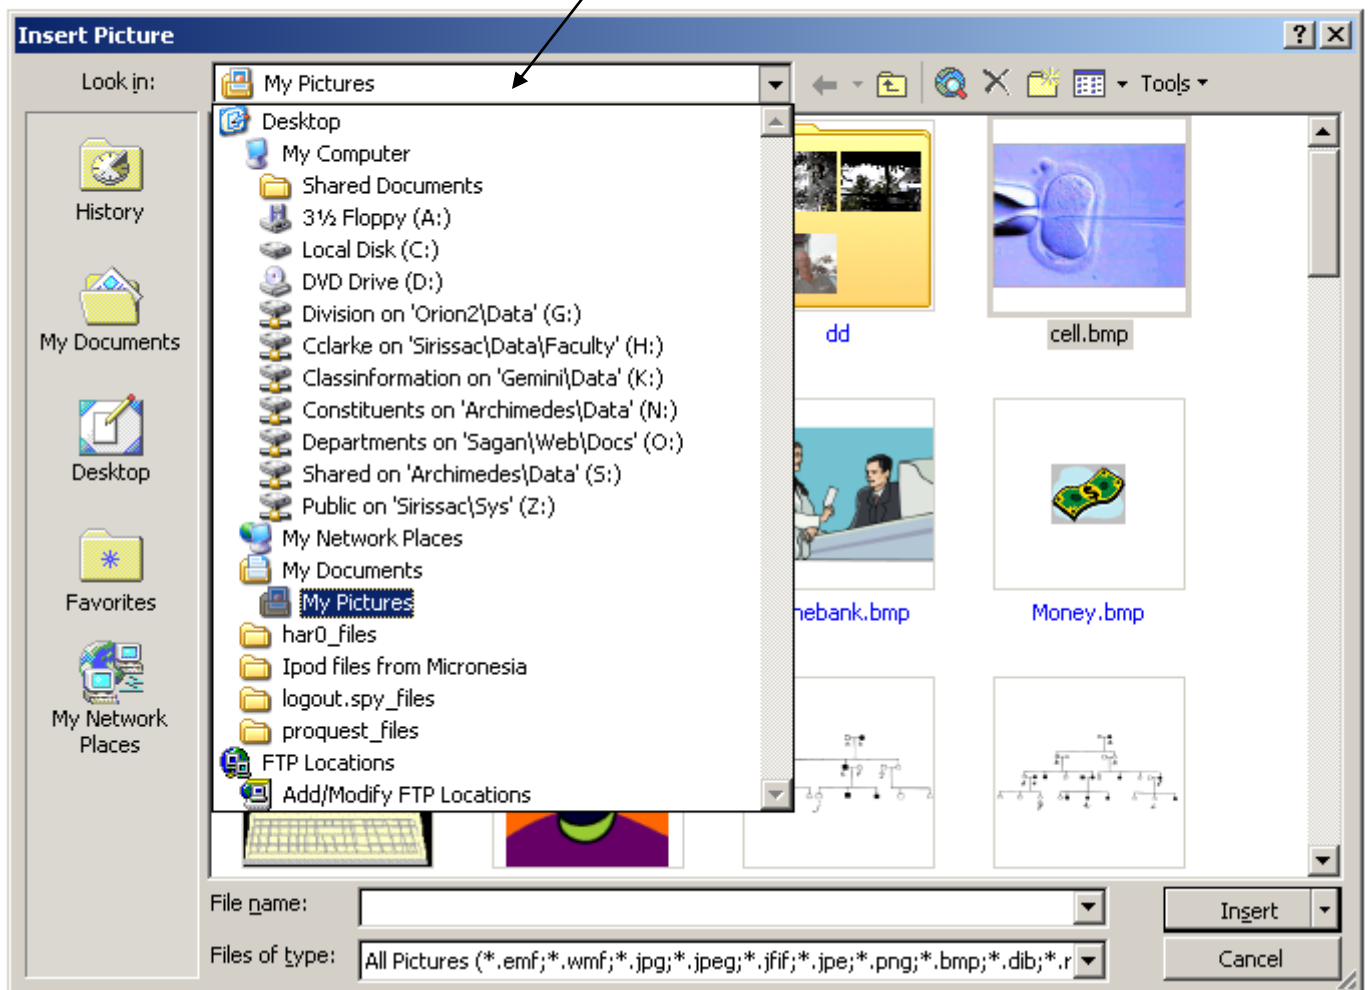 Insert Picture
Look in:
My Pictures
Tools
Desktop
My Computer
Shared Documents
3½ Floppy (A:)
Local Disk (C:)
DVD Drive (D:)
Division on 'Orion2\Data' (G:)
Cclarke on 'Sirissac\Data\Faculty' (H:)
Classinformation on 'Gemini\Data' (K:)
Constituents on 'Archimedes\Data' (N:)
Departments on 'Sagan\Web\Docs' (O:)
Shared on 'Archimedes\Data' (S:)
Public on 'Sirissac\Sys' (Z:)
My Network Places
My Documents
My Pictures
har0_files
Ipod files from Micronesia
logout.spy_files
proquest_files
FTP Locations
Add/Modify FTP Locations
History
My Documents
Desktop
Favorites
My Network
Places
dd
cell.bmp
nebank.bmp
Money.bmp
File name:
Insert
Files of type:
All Pictures (*.emf;*.wmf;*.jpg;*.jpeg;*.jfif;*.jpe;*.png;*.bmp;*.dib;*.r
Cancel